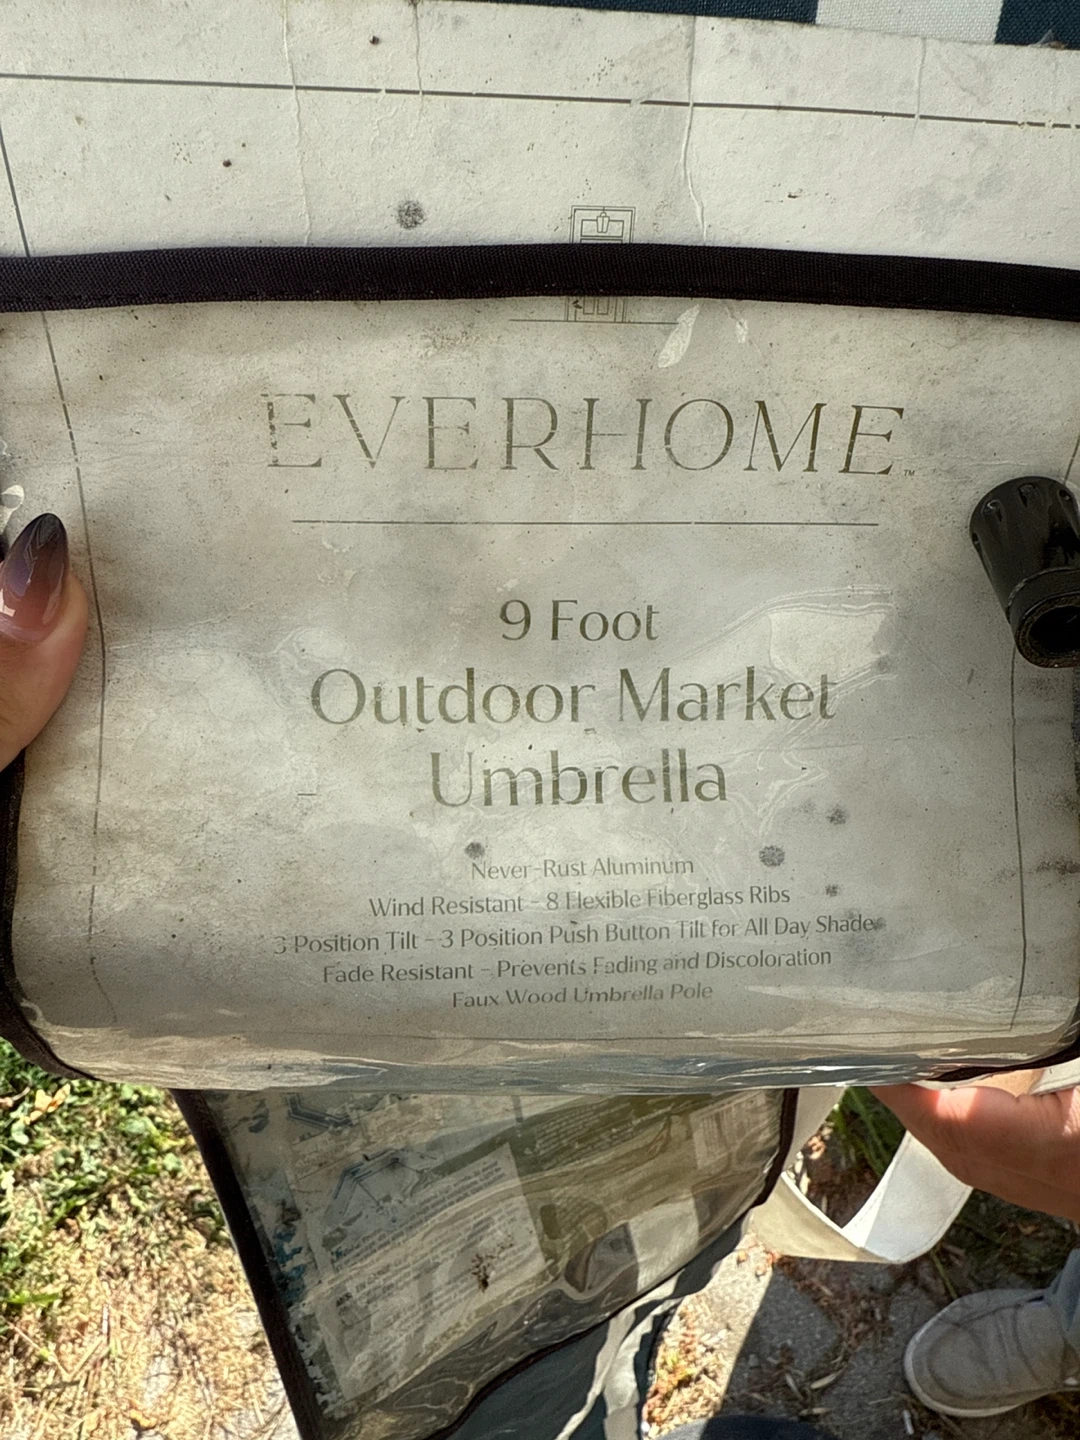 EVERHOME™
9 Foot
Outdoor Market
Umbrella
Never-Rust Aluminum
Wind Resistant - 8 Flexible Fiberglass Ribs
3 Position Tilt - 3 Position Push Button Tilt for All Day Shade
Fade Resistant - Prevents Fading and Discoloration
Faux Wood Umbrella Pole